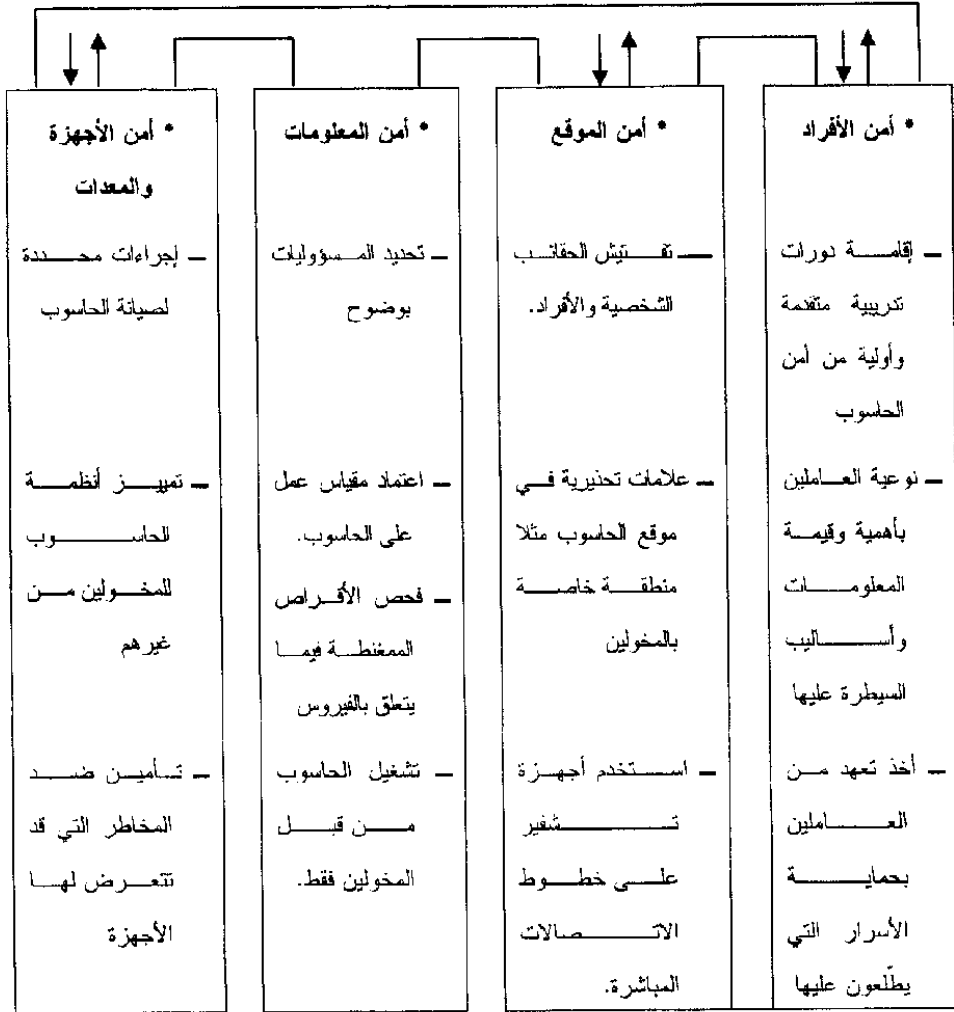 * أمن الأفراد
ـ إقامة دورات
تدريبية متقدمة
وأولية من أمن
الحاسوب
ـ نوعية العاملين
بأهمية وقيمة
المعلومات
وأساليب
السيطرة عليها
ـ أخذ تعهد من
العاملين
بحماية
الأسرار التي
يطّلعون عليها
* أمن الموقع
ـ تفتيش الحقائب
الشخصية والأفراد.
ـ علامات تحذيرية في
موقع الحاسوب مثلا
منطقة خاصة
بالمخولين
ـ استخدم أجهزة
تشفير
على خطوط
الاتصالات
المباشرة.
* أمن المعلومات
ـ تحديد المسؤوليات
بوضوح
ـ اعتماد مقياس عمل
على الحاسوب.
ـ فحص الأقراص
الممغنطة فيما
يتعلق بالفيروس
ـ تشغيل الحاسوب
من قبل
المخولين فقط.
* أمن الأجهزة
والمعدات
ـ إجراءات محددة
لصيانة الحاسوب
ـ تمييز أنظمة
الحاسوب
للمخولين من
غيرهم
ـ تأمين ضد
المخاطر التي قد
تتعرض لها
الأجهزة